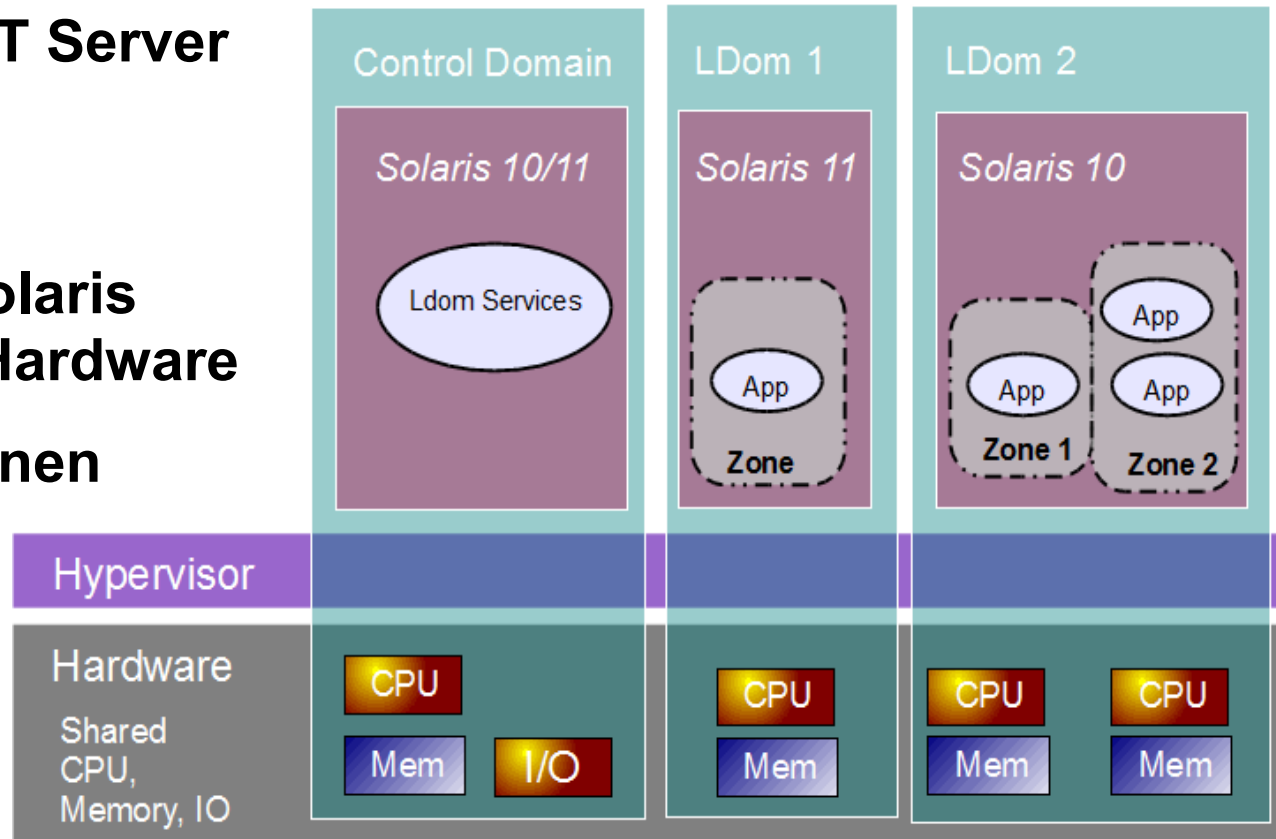 T Server
olaris
Hardware
nen
Control Domain
Solaris 10/11
Ldom Services
LDom 1
Solaris 11
App
Zone
LDom 2
Solaris 10
App
Zone 1
App
App
Zone 2
Hypervisor
Hardware
Shared
CPU,
Memory, IO
CPU
Mem
I/O
CPU
Mem
CPU
Mem
CPU
Mem